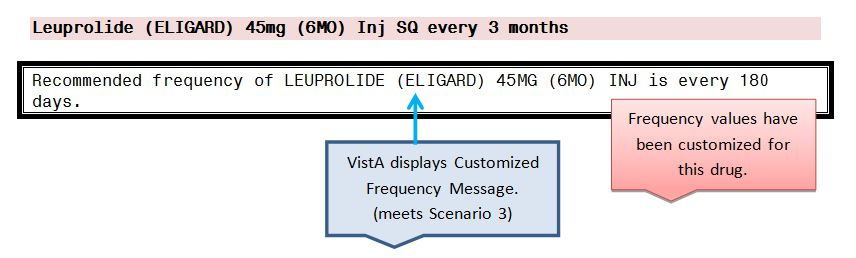 Leuprolide (ELIGARD) 45mg (6MO) Inj SQ every 3 months
Recommended frequency of LEUPROLIDE (ELIGARD) 45MG (6MO) INJ is every 180
days.
Frequency values have
been customized for
this drug.
VistA displays Customized
Frequency Message.
(meets Scenario 3)